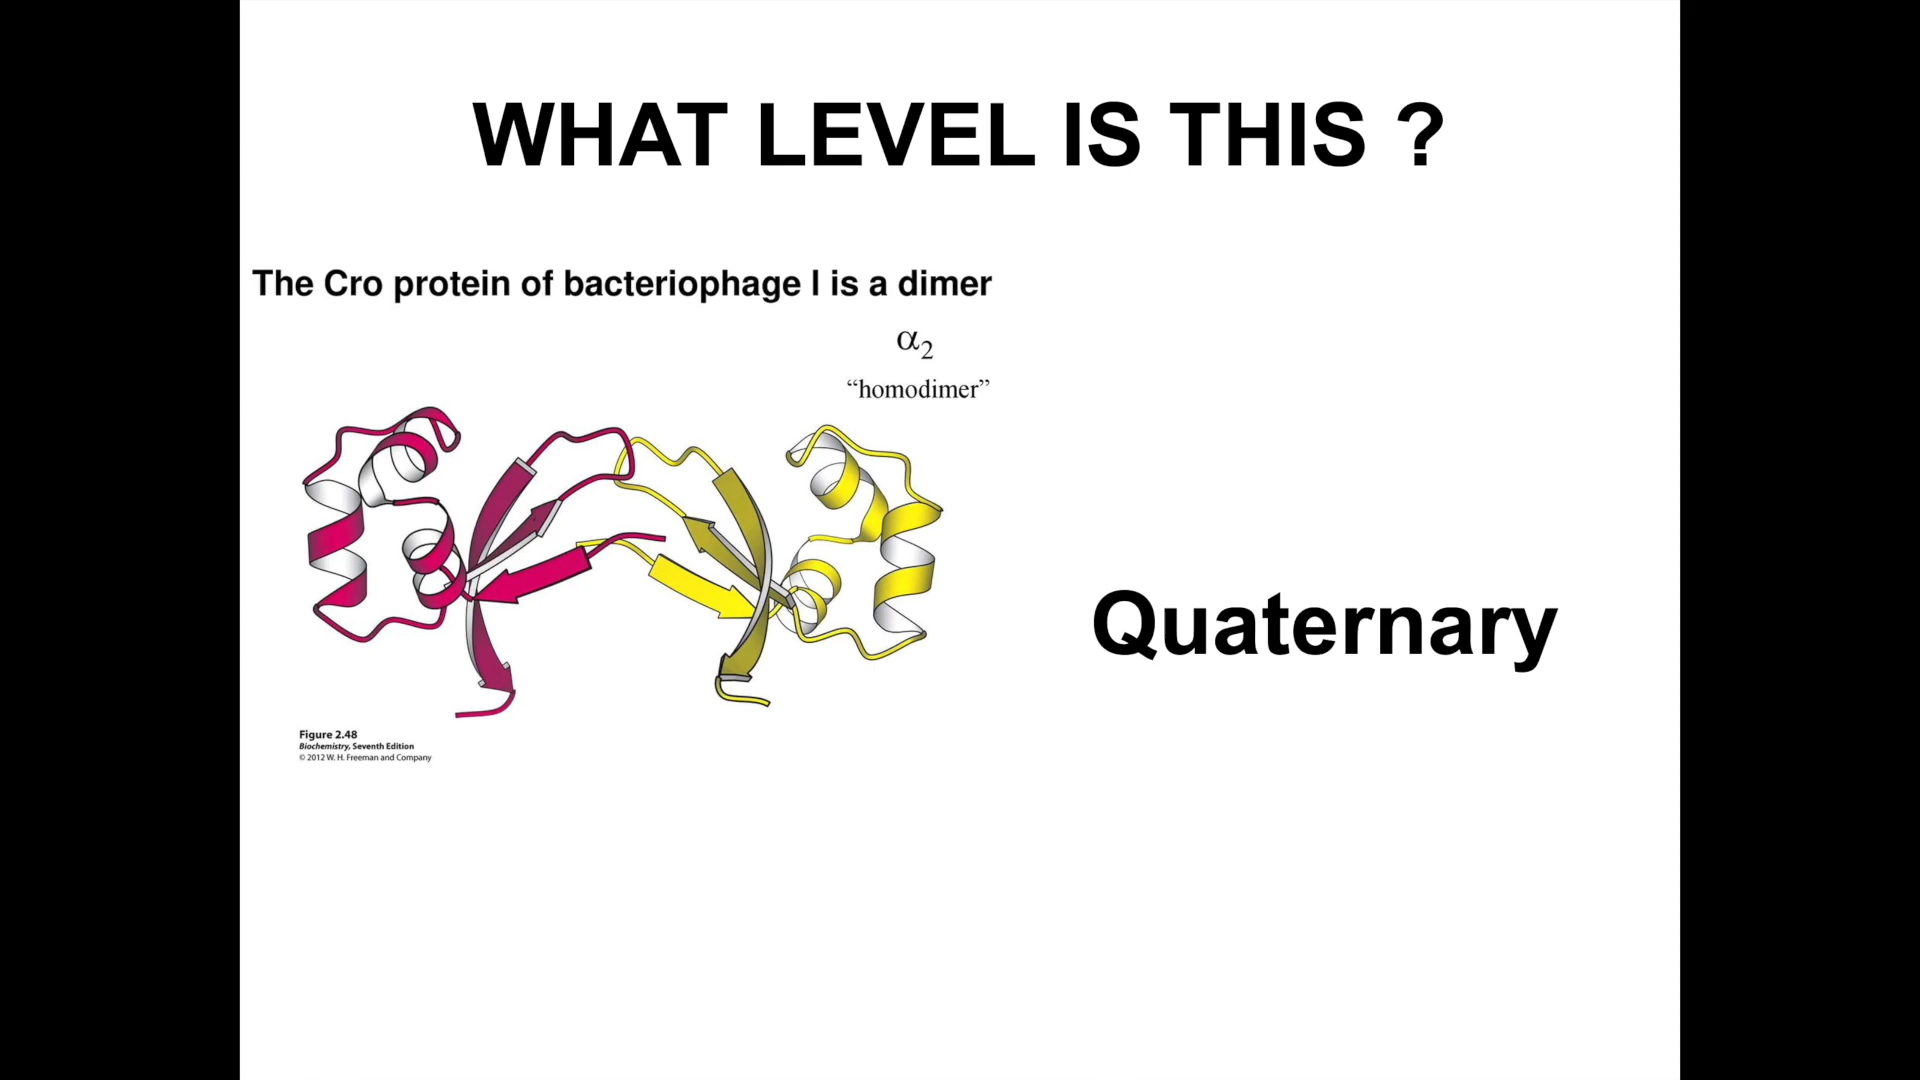 WHAT LEVEL IS THIS ?
The Cro protein of bacteriophage l is a dimer
α2
“homodimer”
Quaternary
Figure 2.48
Biochemistry, Seventh Edition
© 2012 W. H. Freeman and Company